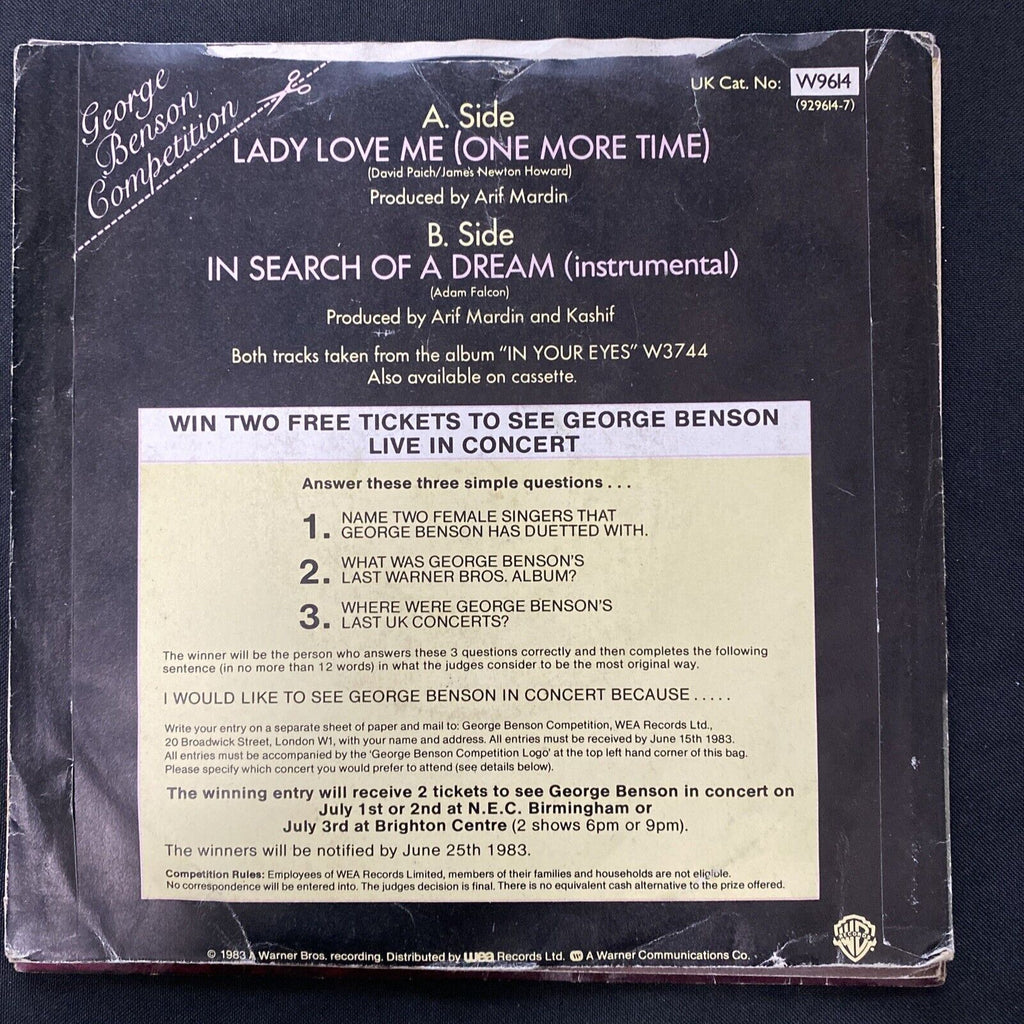 George
Benson
Competition
UK Cat. No: W9614
(929614-7)
A. Side
LADY LOVE ME (ONE MORE TIME)
(David Paich/James Newton Howard)
Produced by Arif Mardin
B. Side
IN SEARCH OF A DREAM (instrumental)
(Adam Falcon)
Produced by Arif Mardin and Kashif
Both tracks taken from the album "IN YOUR EYES" W3744
Also available on cassette.
WIN TWO FREE TICKETS TO SEE GEORGE BENSON
LIVE IN CONCERT
Answer these three simple questions . . .
1. NAME TWO FEMALE SINGERS THAT
GEORGE BENSON HAS DUETTED WITH.
2. WHAT WAS GEORGE BENSON'S
LAST WARNER BROS. ALBUM?
3. WHERE WERE GEORGE BENSON'S
LAST UK CONCERTS?
The winner will be the person who answers these 3 questions correctly and then completes the following
sentence (in no more than 12 words) in what the judges consider to be the most original way.
I WOULD LIKE TO SEE GEORGE BENSON IN CONCERT BECAUSE . . . . .
Write your entry on a separate sheet of paper and mail to: George Benson Competition, WEA Records Ltd.,
20 Broadwick Street, London W1, with your name and address. All entries must be received by June 15th 1983.
All entries must be accompanied by the 'George Benson Competition Logo' at the top left hand corner of this bag.
Please specify which concert you would prefer to attend (see details below).
The winning entry will receive 2 tickets to see George Benson in concert on
July 1st or 2nd at N.E.C. Birmingham or
July 3rd at Brighton Centre (2 shows 6pm or 9pm).
The winners will be notified by June 25th 1983.
Competition Rules: Employees of WEA Records Limited, members of their families and households are not eligible.
No correspondence will be entered into. The judges decision is final. There is no equivalent cash alternative to the prize offered.
RECORDS
© 1983 A Warner Bros. recording. Distributed by wea Records Ltd. A Warner Communications Co.